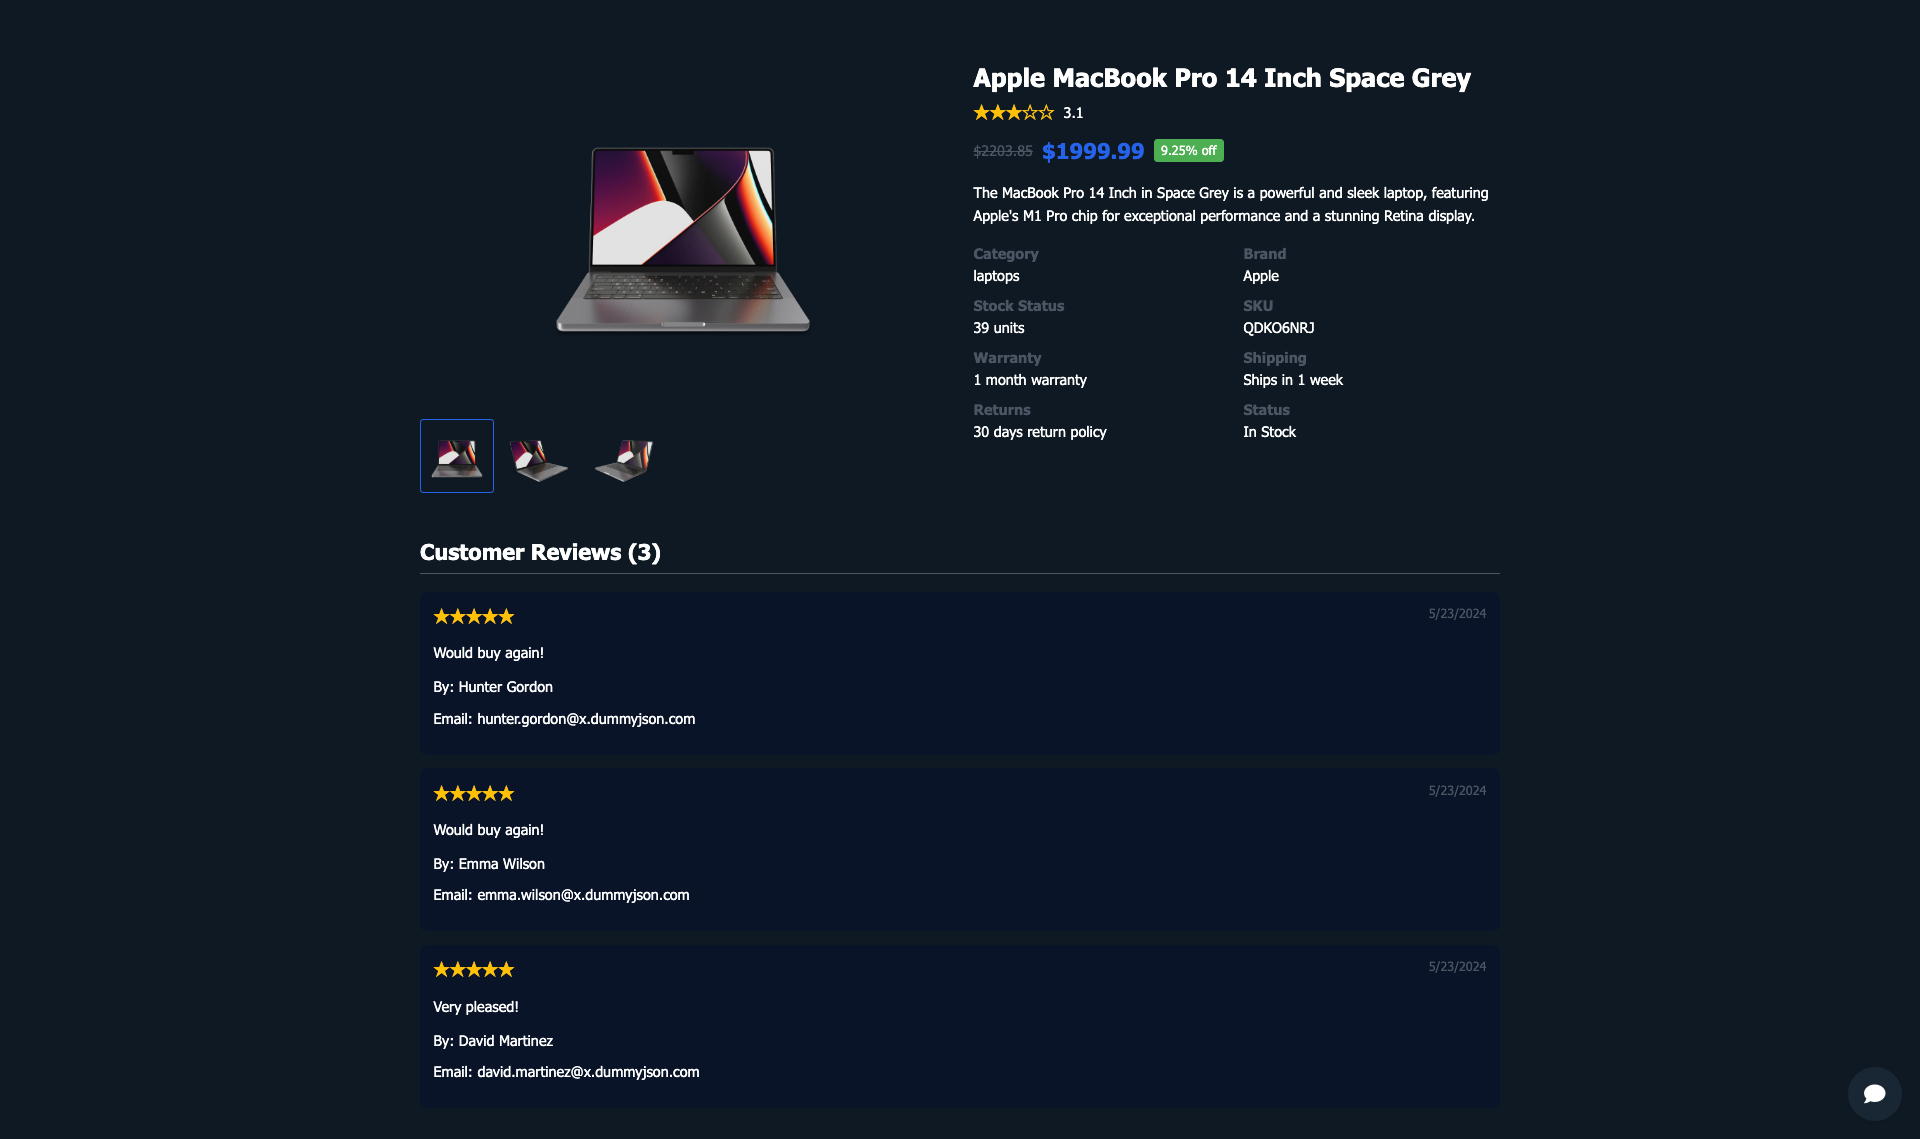 Apple MacBook Pro 14 Inch Space Grey
3.1
$2203.85 $1999.99 9.25% off
The MacBook Pro 14 Inch in Space Grey is a powerful and sleek laptop, featuring
Apple's M1 Pro chip for exceptional performance and a stunning Retina display.
Category
laptops
Brand
Apple
Stock Status
39 units
SKU
QDKO6NRJ
Warranty
1 month warranty
Shipping
Ships in 1 week
Returns
30 days return policy
Status
In Stock
Customer Reviews (3)
5/23/2024
Would buy again!
By: Hunter Gordon
Email: hunter.gordon@x.dummyjson.com
5/23/2024
Would buy again!
By: Emma Wilson
Email: emma.wilson@x.dummyjson.com
5/23/2024
Very pleased!
By: David Martinez
Email: david.martinez@x.dummyjson.com